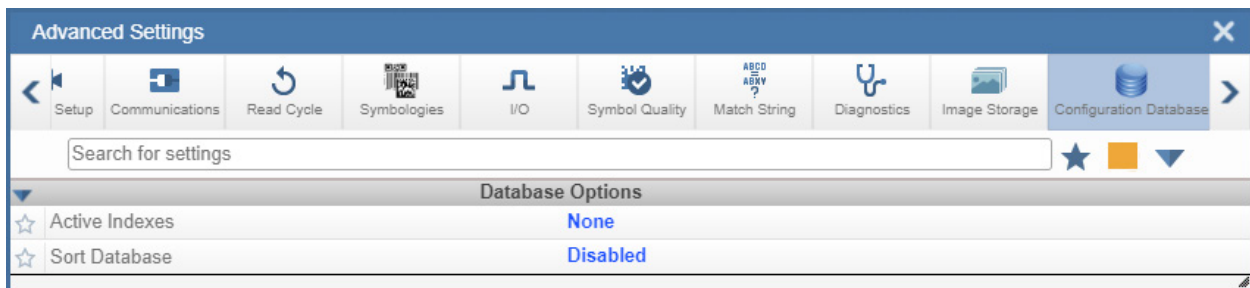 Advanced Settings
Setup Communications Read Cycle Symbologies I/O Symbol Quality ABCD ABXY ? Match String Diagnostics Image Storage Configuration Database
Search for settings
Database Options
Active Indexes None
Sort Database Disabled